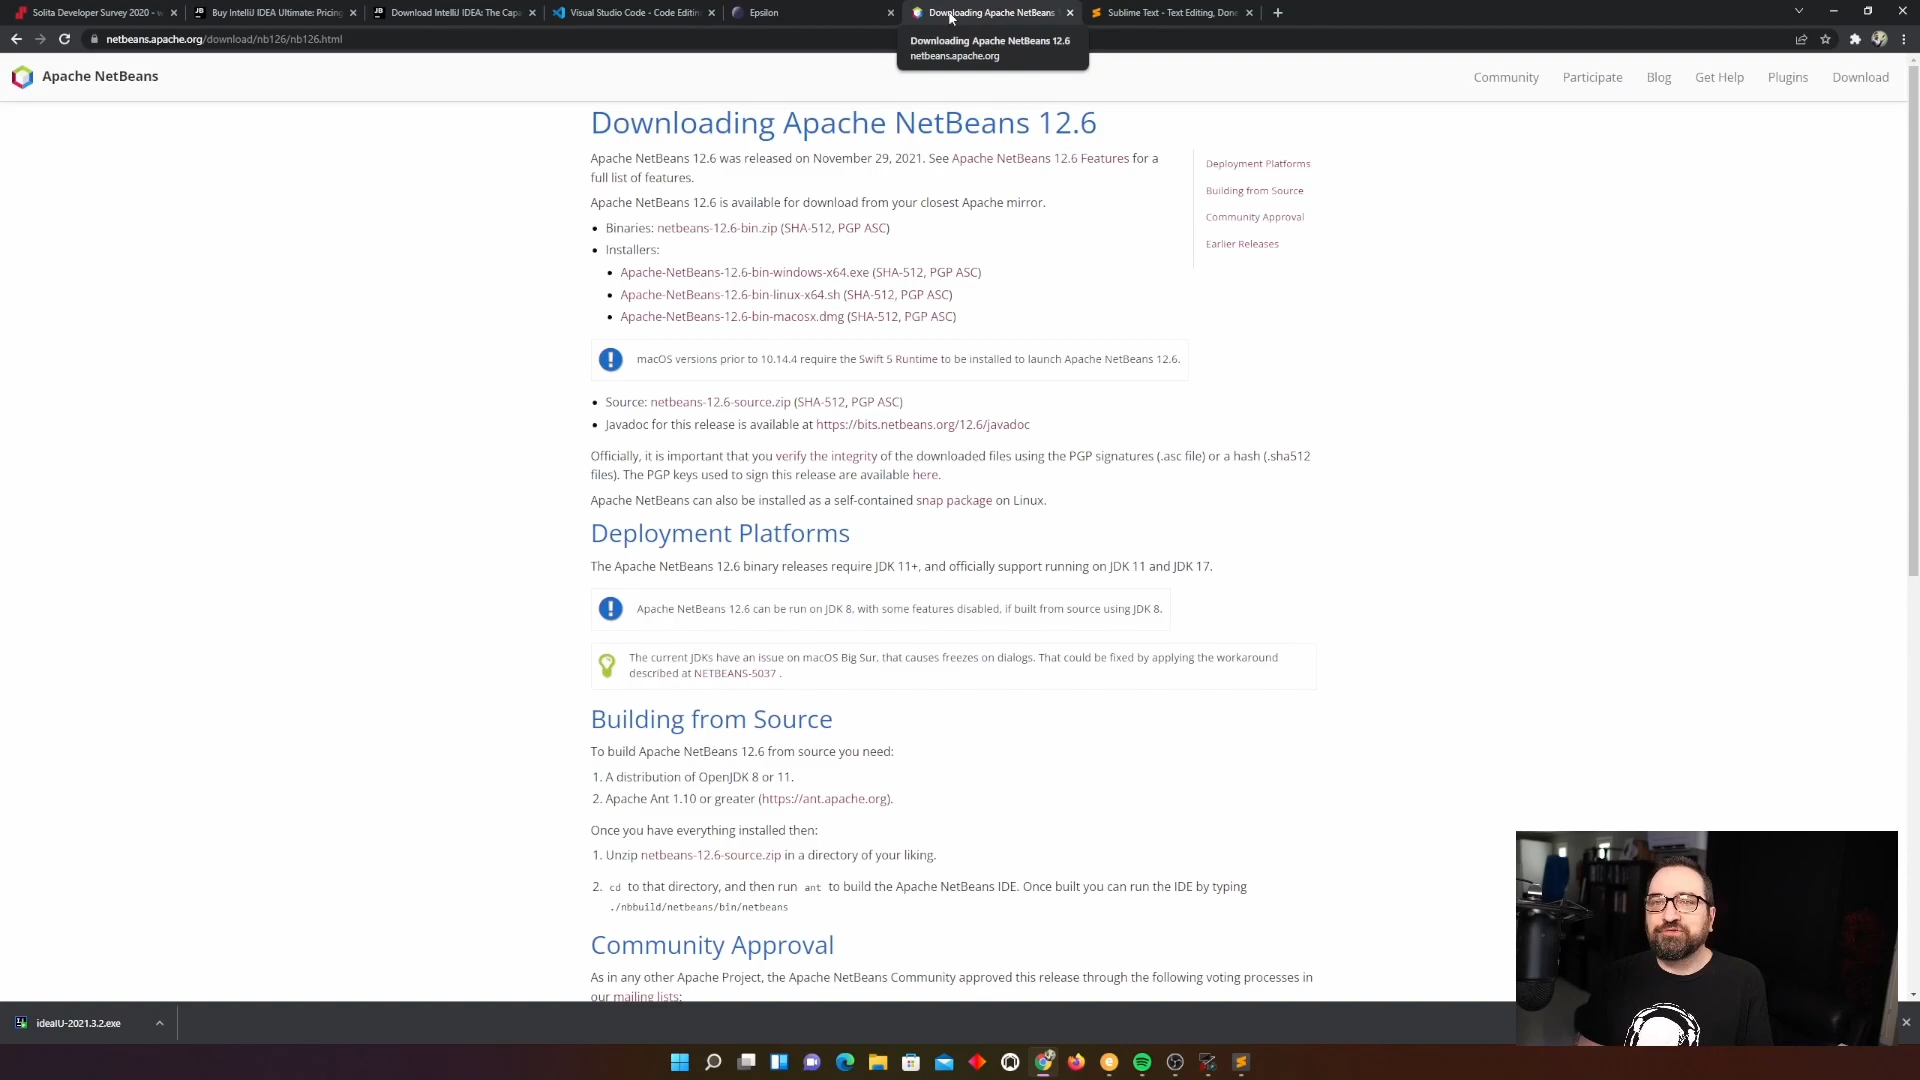 Solita Developer Survey 2020 - w
Buy IntelliJ IDEA Ultimate: Pricing
Download IntelliJ IDEA: The Capa
Visual Studio Code - Code Editin
Epsilon
Downloading Apache NetBeans
Sublime Text - Text Editing, Done
netbeans.apache.org/download/nb126/nb126.html
Downloading Apache NetBeans 12.6
netbeans.apache.org
Apache NetBeans
Community
Participate
Blog
Get Help
Plugins
Download
Downloading Apache NetBeans 12.6
Apache NetBeans 12.6 was released on November 29, 2021. See Apache NetBeans 12.6 Features for a
full list of features.
Apache NetBeans 12.6 is available for download from your closest Apache mirror.
• Binaries: netbeans-12.6-bin.zip (SHA-512, PGP ASC)
• Installers:
• Apache-NetBeans-12.6-bin-windows-x64.exe (SHA-512, PGP ASC)
• Apache-NetBeans-12.6-bin-linux-x64.sh (SHA-512, PGP ASC)
• Apache-NetBeans-12.6-bin-macosx.dmg (SHA-512, PGP ASC)
Deployment Platforms
Building from Source
Community Approval
Earlier Releases
macOS versions prior to 10.14.4 require the Swift 5 Runtime to be installed to launch Apache NetBeans 12.6.
• Source: netbeans-12.6-source.zip (SHA-512, PGP ASC)
• Javadoc for this release is available at https://bits.netbeans.org/12.6/javadoc
Officially, it is important that you verify the integrity of the downloaded files using the PGP signatures (.asc file) or a hash (.sha512
files). The PGP keys used to sign this release are available here.
Apache NetBeans can also be installed as a self-contained snap package on Linux.
Deployment Platforms
The Apache NetBeans 12.6 binary releases require JDK 11+, and officially support running on JDK 11 and JDK 17.
Apache NetBeans 12.6 can be run on JDK 8, with some features disabled, if built from source using JDK 8.
The current JDKs have an issue on macOS Big Sur, that causes freezes on dialogs. That could be fixed by applying the workaround
described at NETBEANS-5037 .
Building from Source
To build Apache NetBeans 12.6 from source you need:
1. A distribution of OpenJDK 8 or 11.
2. Apache Ant 1.10 or greater (https://ant.apache.org).
Once you have everything installed then:
1. Unzip netbeans-12.6-source.zip in a directory of your liking.
2. cd to that directory, and then run ant to build the Apache NetBeans IDE. Once built you can run the IDE by typing
./nbbuild/netbeans/bin/netbeans
Community Approval
As in any other Apache Project, the Apache NetBeans Community approved this release through the following voting processes in
our mailing lists:
ideaIU-2021.3.2.exe